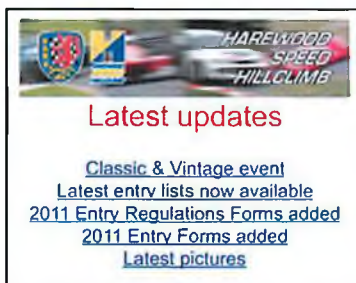 HAREWOOD
SPEED
HILLCLIMB
Latest updates
Classic & Vintage event
Latest entry lists now available
2011 Entry Regulations Forms added
2011 Entry Forms added
Latest pictures